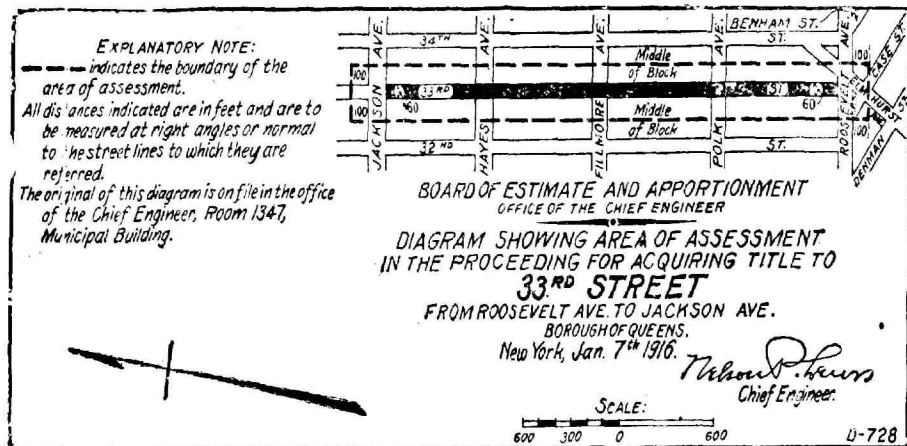 EXPLANATORY NOTE:
indicates the boundary of the
area of assessment.
All distances indicated are in feet and are to
be measured at right angles or normal
to the street lines to which they are
referred.
The original of this diagram is on file in the office
of the Chief Engineer, Room 1347,
Municipal Building.
JACKSON AVE.
HAYES AVE.
FILLMORE AVE.
POLK AVE.
ROOSEVELT AVE.
BENHAM ST.
CASE ST.
34TH ST.
100
Middle
of Block
100
33RD ST
60
60
100
Middle
of Block
100
32ND ST.
HURST ST
DENMAN
BOARD OF ESTIMATE AND APPORTIONMENT
OFFICE OF THE CHIEF ENGINEER
DIAGRAM SHOWING AREA OF ASSESSMENT
IN THE PROCEEDING FOR ACQUIRING TITLE TO
33RD STREET
FROM ROOSEVELT AVE. TO JACKSON AVE.
BOROUGH OF QUEENS.
New York, Jan. 7th 1916.
Nelson P. Lewis
Chief Engineer.
SCALE:
600 300 0 600
D-728